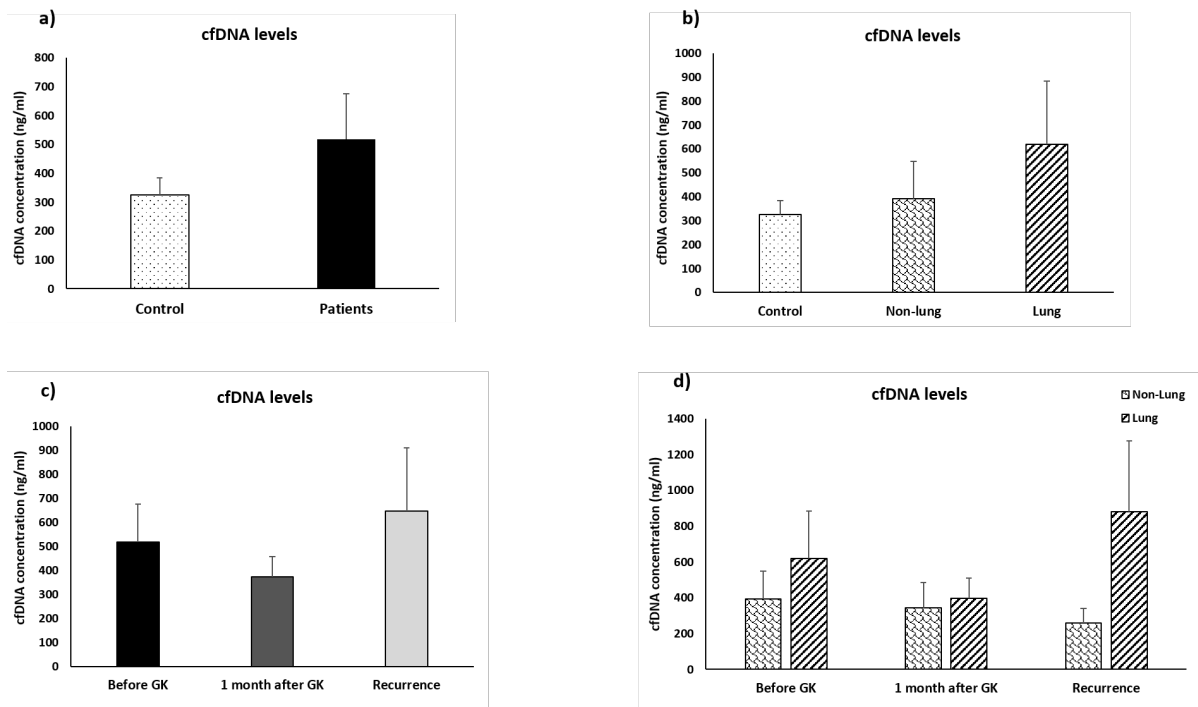 a)
cfDNA levels
cfDNA concentration (ng/ml)
800
700
600
500
400
300
200
100
0
Control Patients
b)
cfDNA levels
cfDNA concentration (ng/ml)
1000
900
800
700
600
500
400
300
200
100
0
Control Non-lung Lung
c)
cfDNA levels
cfDNA concentration (ng/ml)
1000
900
800
700
600
500
400
300
200
100
0
Before GK 1 month after GK Recurrence
d)
cfDNA levels
Non-Lung
Lung
cfDNA concentration (ng/ml)
1400
1200
1000
800
600
400
200
0
Before GK 1 month after GK Recurrence